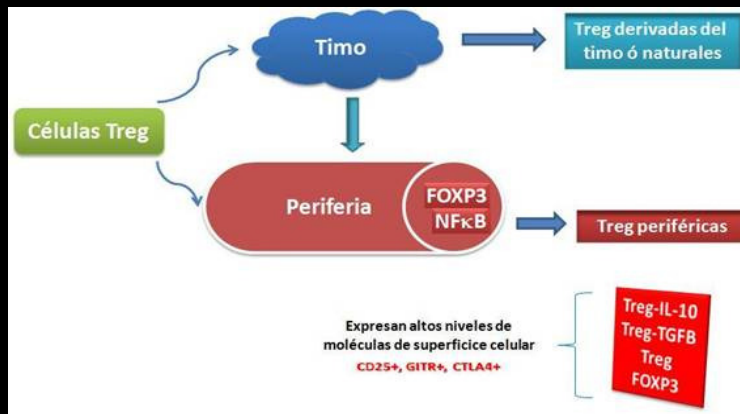 Timo
Treg derivadas del
timo ó naturales
Células Treg
Periferia
FOXP3
NFκB
Treg periféricas
Expresan altos niveles de
moléculas de superficice celular
CD25+, GITR+, CTLA4+
Treg-IL-10
Treg-TGFB
Treg
FOXP3